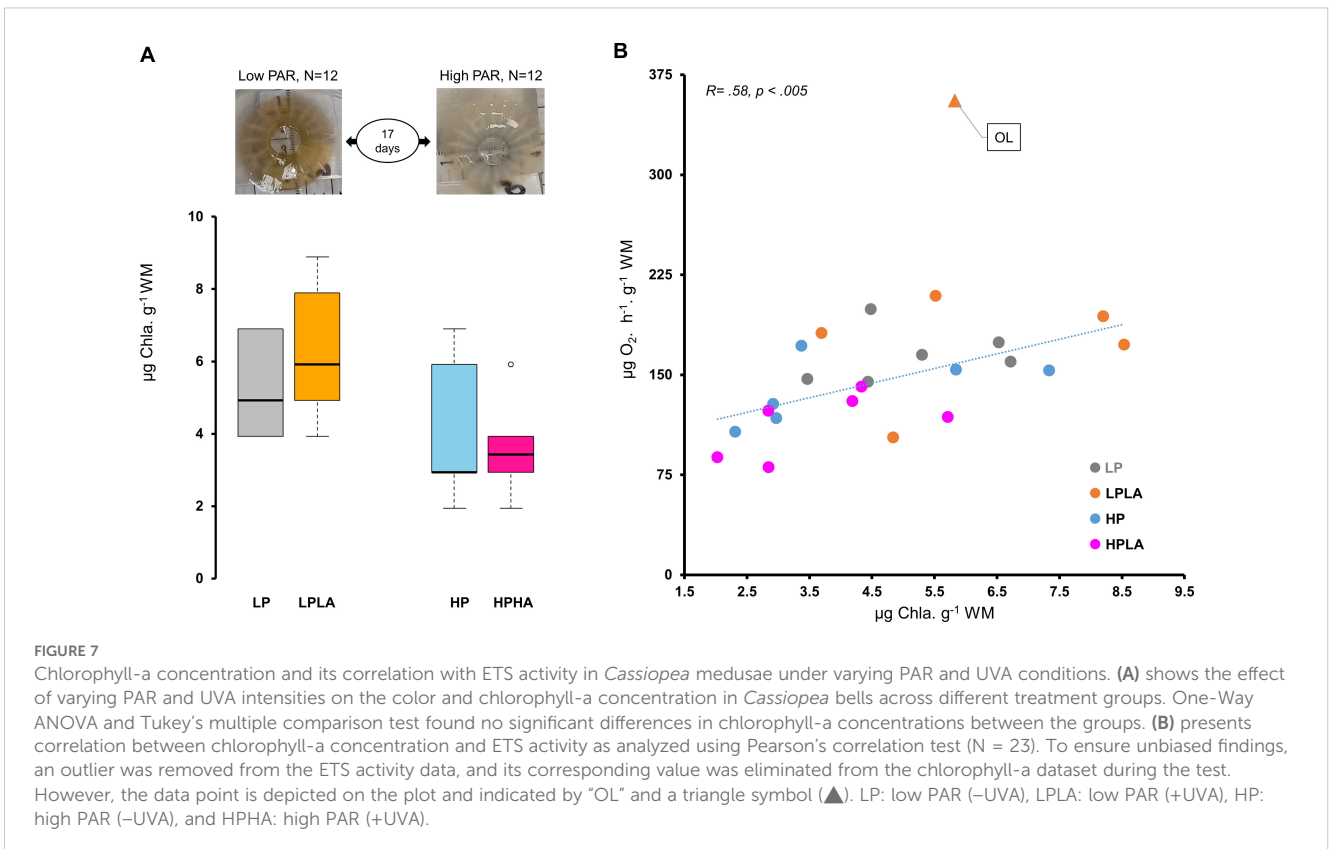 A
Low PAR, N=12
High PAR, N=12
17
days
10
8
6
4
2
0
µg Chla. g-1 WM
LP
LPLA
HP
HPHA
B
R= .58, p < .005
OL
375
300
225
150
75
0
µg O2. h-1. g-1 WM
LP
LPLA
HP
HPLA
1.5
2.5
3.5
4.5
5.5
6.5
7.5
8.5
9.5
µg Chla. g-1 WM
FIGURE 7
Chlorophyll-a concentration and its correlation with ETS activity in Cassiopea medusae under varying PAR and UVA conditions. (A) shows the effect
of varying PAR and UVA intensities on the color and chlorophyll-a concentration in Cassiopea bells across different treatment groups. One-Way
ANOVA and Tukey's multiple comparison test found no significant differences in chlorophyll-a concentrations between the groups. (B) presents
correlation between chlorophyll-a concentration and ETS activity as analyzed using Pearson's correlation test (N = 23). To ensure unbiased findings,
an outlier was removed from the ETS activity data, and its corresponding value was eliminated from the chlorophyll-a dataset during the test.
However, the data point is depicted on the plot and indicated by "OL" and a triangle symbol (▲). LP: low PAR (–UVA), LPLA: low PAR (+UVA), HP:
high PAR (–UVA), and HPHA: high PAR (+UVA).